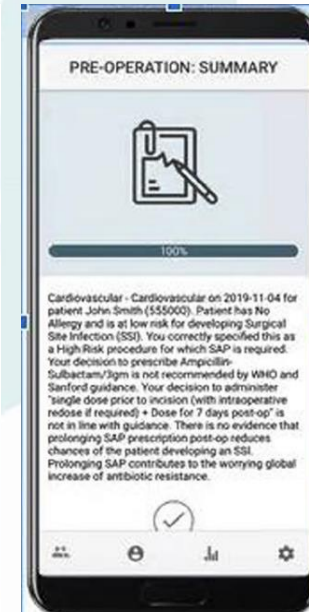 PRE-OPERATION: SUMMARY
100%
Cardiovascular - Cardiovascular on 2019-11-04 for
patient John Smith (555000). Patient has No
Allergy and is at low risk for developing Surgical
Site Infection (SSI). You correctly specified this as
a High Risk procedure for which SAP is required.
Your decision to prescribe Ampicillin-
Sulbactam/3gm is not recommended by WHO and
Sanford guidance. Your decision to administer
"single dose prior to incision (with intraoperative
redose if required) + Dose for 7 days post-op" is
not in line with guidance. There is no evidence that
prolonging SAP prescription post-op reduces
chances of the patient developing an SSI.
Prolonging SAP contributes to the worrying global
increase of antibiotic resistance.